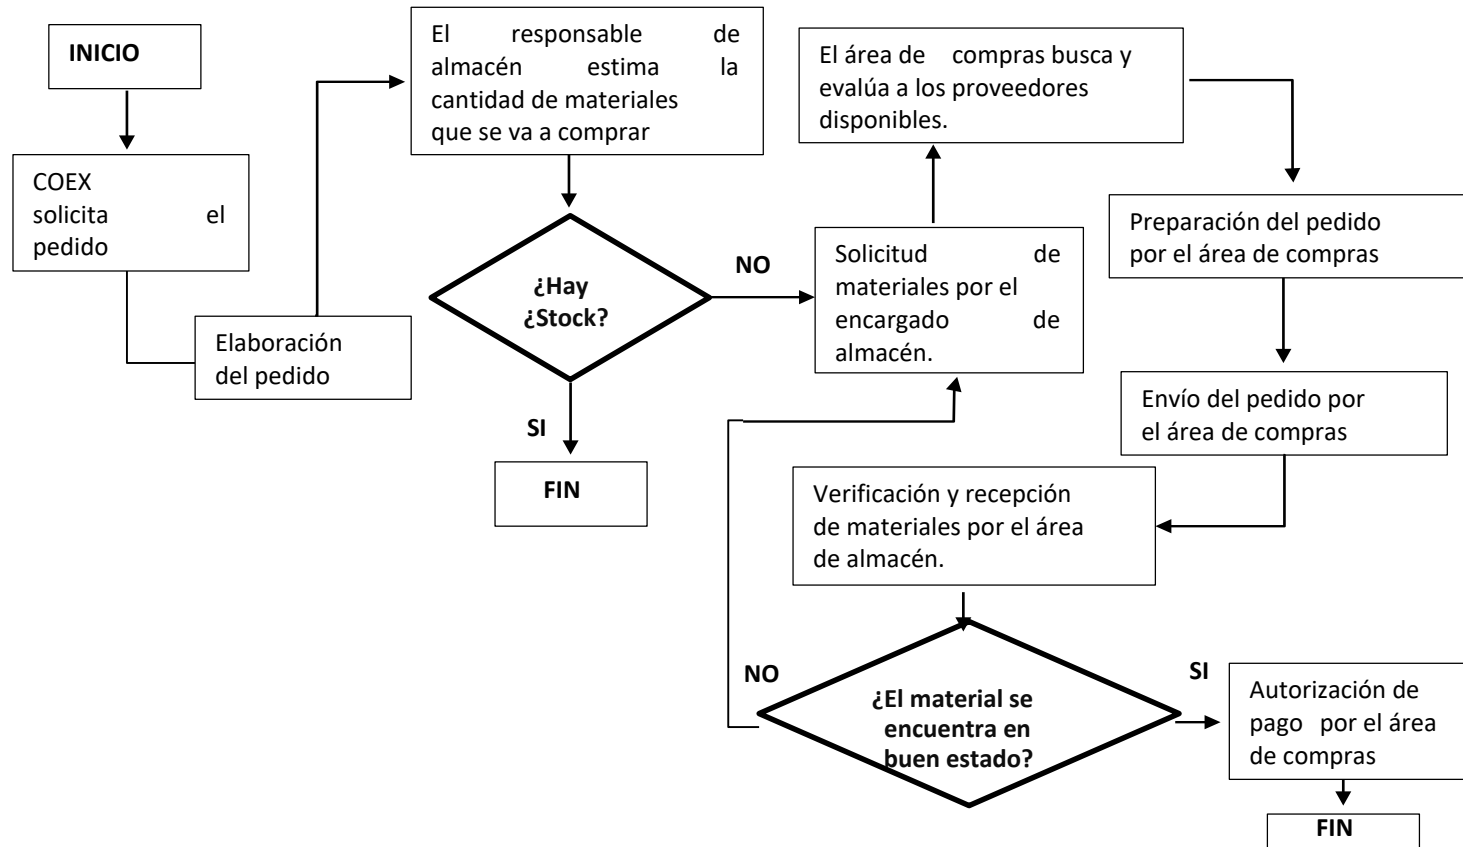 INICIO
COEX
solicita el
pedido
Elaboración
del pedido
El responsable de
almacén estima la
cantidad de materiales
que se va a comprar
¿Hay
¿Stock?
SI
FIN
NO
Solicitud de
materiales por el
encargado de
almacén.
El área de compras busca y
evalúa a los proveedores
disponibles.
Preparación del pedido
por el área de compras
Envío del pedido por
el área de compras
Verificación y recepción
de materiales por el área
de almacén.
¿El material se
encuentra en
buen estado?
NO
SI
Autorización de
pago por el área
de compras
FIN